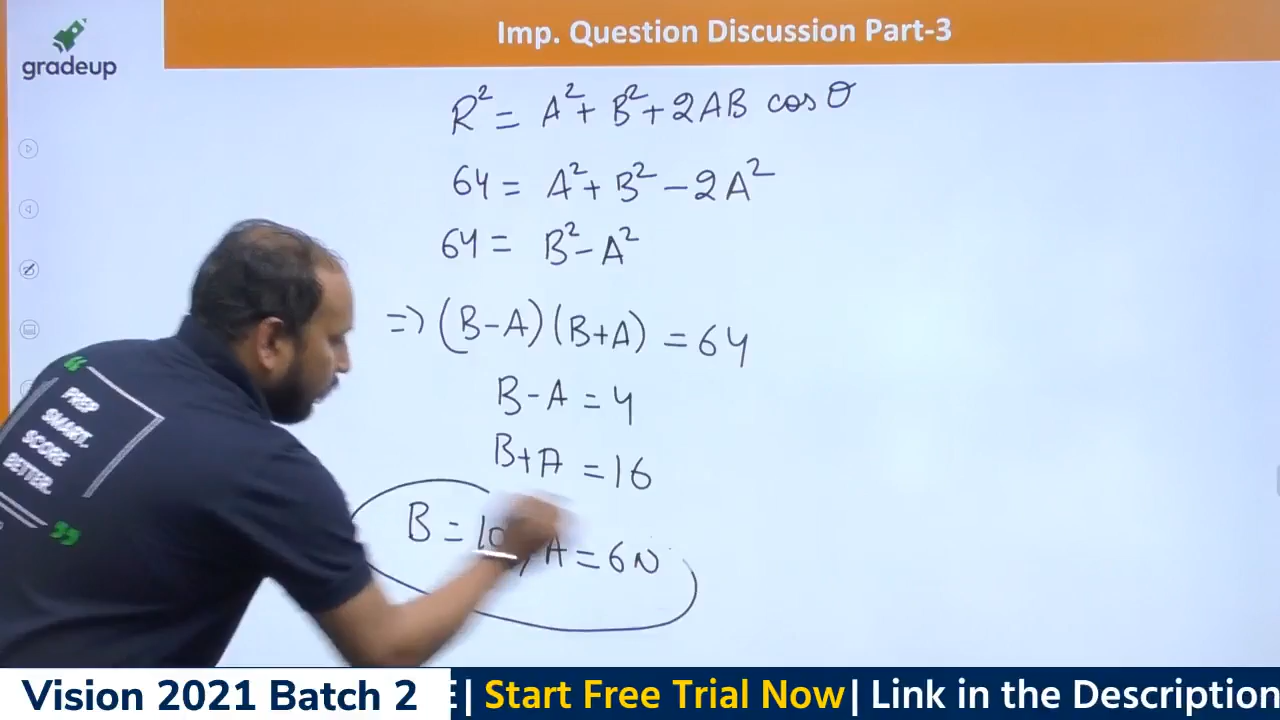 Imp. Question Discussion Part-3
gradeup
R² = A² + B² + 2AB cos θ
64 = A² + B² - 2A²
64 = B² - A²
=> (B-A) (B+A) = 64
B-A = 4
B+A = 16
B = 10, A = 6N
"PREP
SMART.
SCORE
BETTER."
Vision 2021 Batch 2
E| Start Free Trial Now| Link in the Description